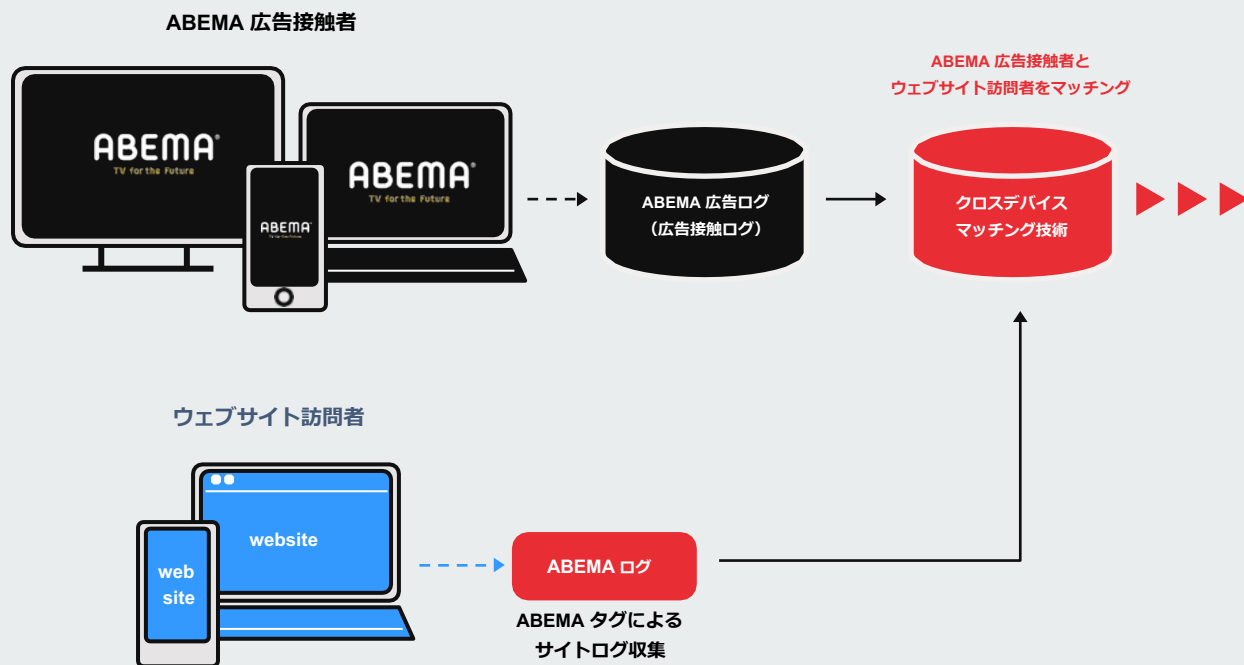 ABEMA 広告接触者
ABEMA 広告接触者と
ウェブサイト訪問者をマッチング
ABEMA®
TV for the Future
ABEMA®
TV for the Future
ABEMA
TV for the Future
ABEMA 広告ログ
（広告接触ログ）
クロスデバイス
マッチング技術
ウェブサイト訪問者
website
web
site
ABEMA ログ
ABEMA タグによる
サイトログ収集